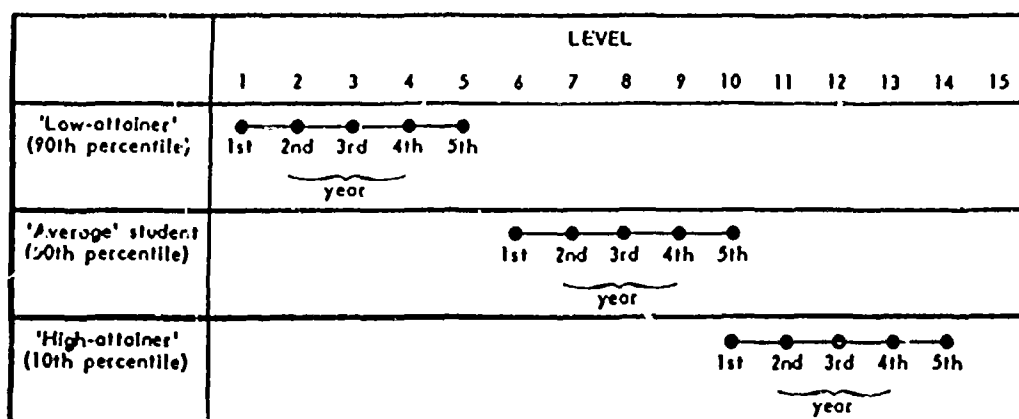 LEVEL
1 2 3 4 5 6 7 8 9 10 11 12 13 14 15
'Low-attainer'
(90th percentile)
1st 2nd 3rd 4th 5th
year
'Average' student
(50th percentile)
1st 2nd 3rd 4th 5th
year
'High-attainer'
(10th percentile)
1st 2nd 3rd 4th 5th
year